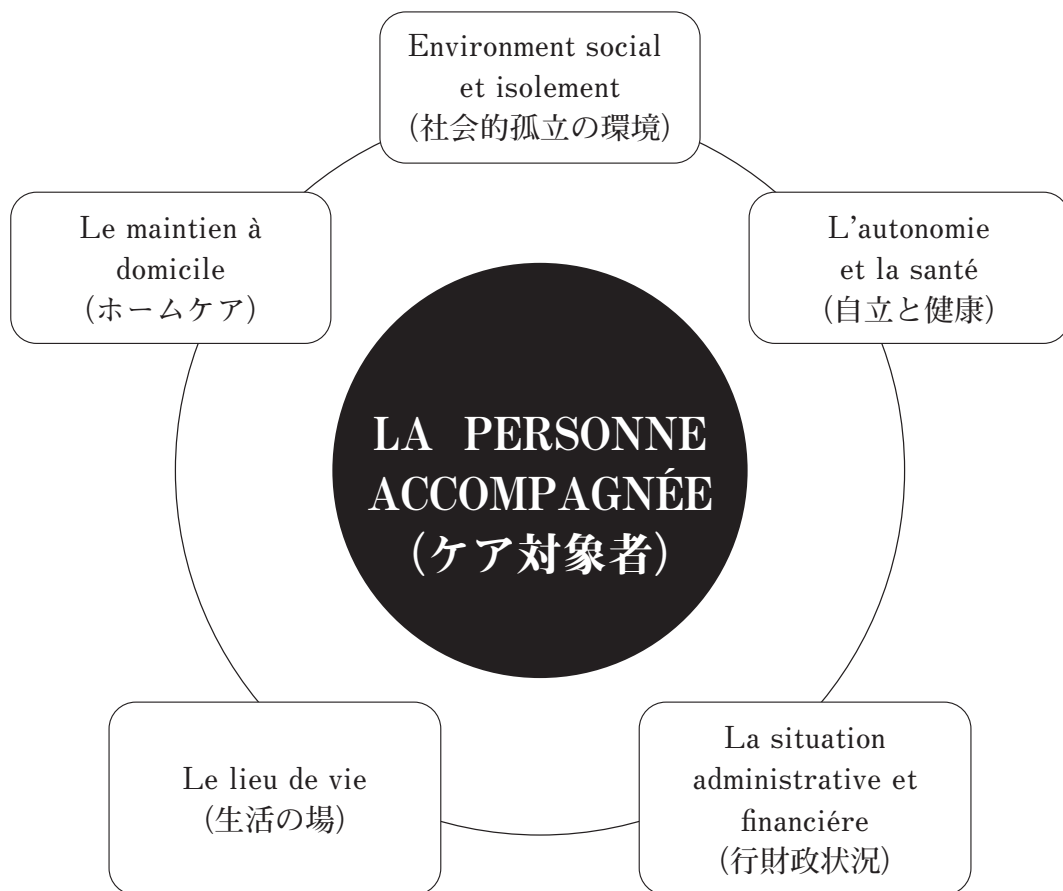 Environment social
et isolement
(社会的孤立の環境)
Le maintien à
domicile
(ホームケア)
L'autonomie
et la santé
(自立と健康)
LA PERSONNE
ACCOMPAGNÉE
(ケア対象者)
Le lieu de vie
(生活の場)
La situation
administrative et
financiére
(行財政状況)